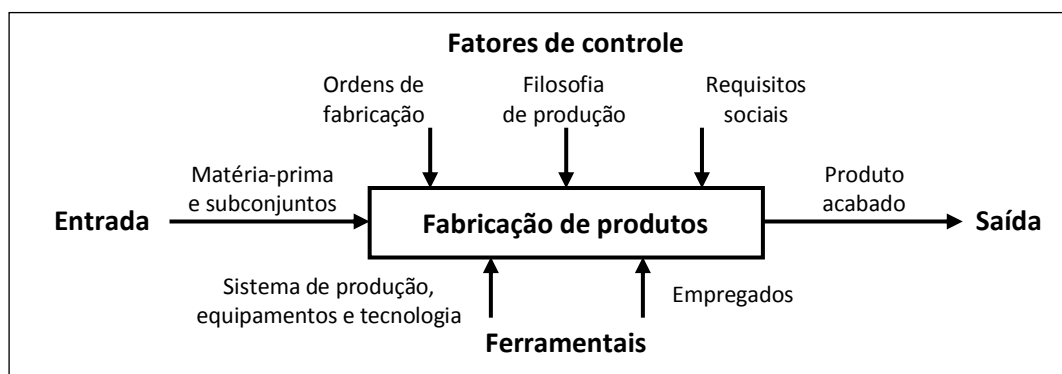 Fatores de controle
Ordens de
fabricação
Filosofia
de produção
Requisitos
sociais
Matéria-prima
e subconjuntos
Produto
acabado
Entrada
Fabricação de produtos
Saída
Sistema de produção,
equipamentos e tecnologia
Empregados
Ferramentais